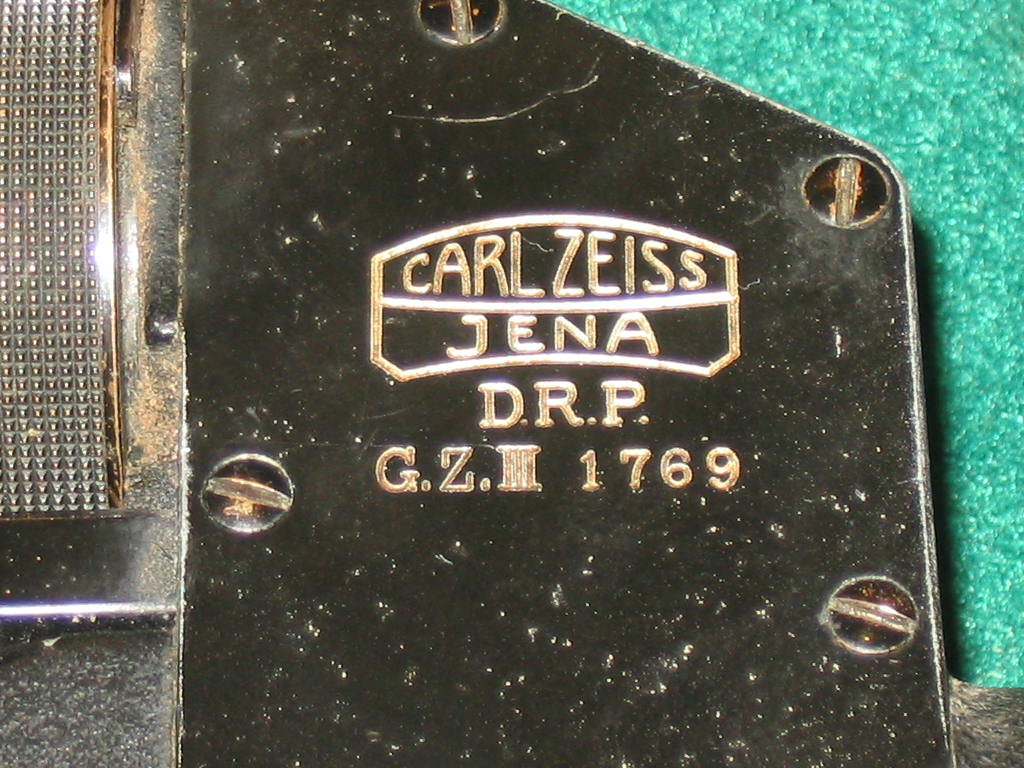 CARL ZEISS
JENA
D.R.P.
G.Z.III 1769